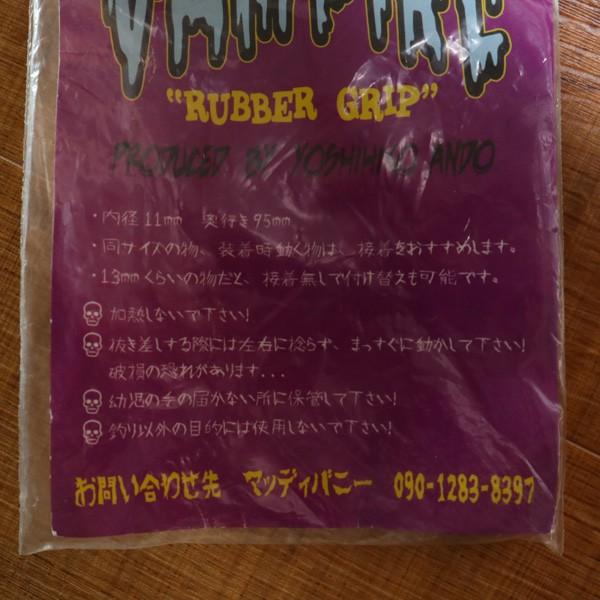 VAMPIRE
“RUBBER GRIP”
PRODUCED BY YOSHIHIKO ANDO
・内径11mm 奥行き95mm
・同サイズの物、装着時動く物は、接着をおすすめします。
・13mmくらいの物だと、接着無しで付け替えも可能です。
加熱しないで下さい!
抜き差しする際には左右に捻らず、まっすぐに動かして下さい!
破損の恐れがあります...
幼児の手の届かない所に保管して下さい!
釣り以外の目的には使用しないで下さい!
お問い合わせ先 マッディバニー 090-1283-8397